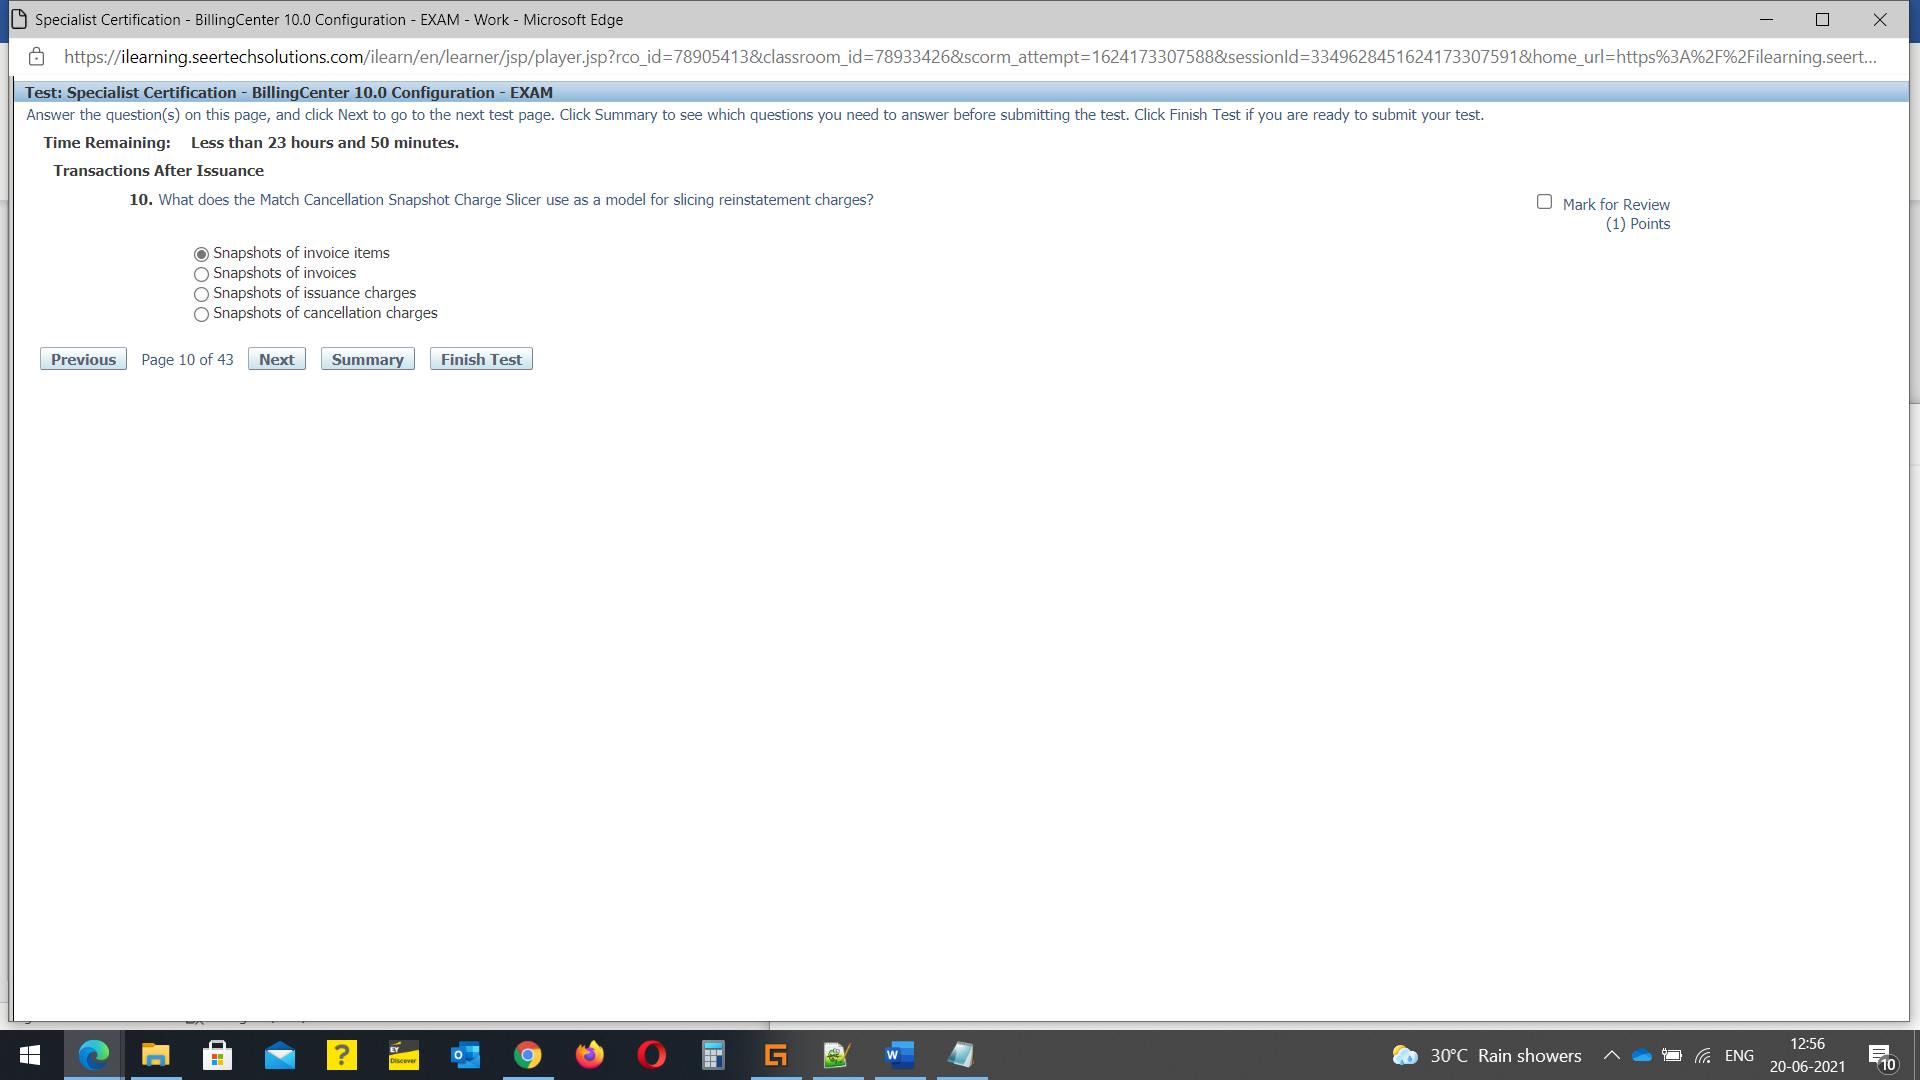 Specialist Certification - BillingCenter 10.0 Configuration - EXAM - Work - Microsoft Edge
https://ilearning.seertechsolutions.com/ilearn/en/learner/jsp/player.jsp?rco_id=78905413&classroom_id=78933426&scorm_attempt=1624173307588&sessionId=3349628451624173307591&home_url=https%3A%2F%2Filearning.seert...
Test: Specialist Certification - BillingCenter 10.0 Configuration - EXAM
Answer the question(s) on this page, and click Next to go to the next test page. Click Summary to see which questions you need to answer before submitting the test. Click Finish Test if you are ready to submit your test.
Time Remaining: Less than 23 hours and 50 minutes.
Transactions After Issuance
10. What does the Match Cancellation Snapshot Charge Slicer use as a model for slicing reinstatement charges?
Mark for Review
(1) Points
Snapshots of invoice items
Snapshots of invoices
Snapshots of issuance charges
Snapshots of cancellation charges
Previous Page 10 of 43 Next Summary Finish Test
EY Discover
30°C Rain showers
ENG
12:56
20-06-2021
10